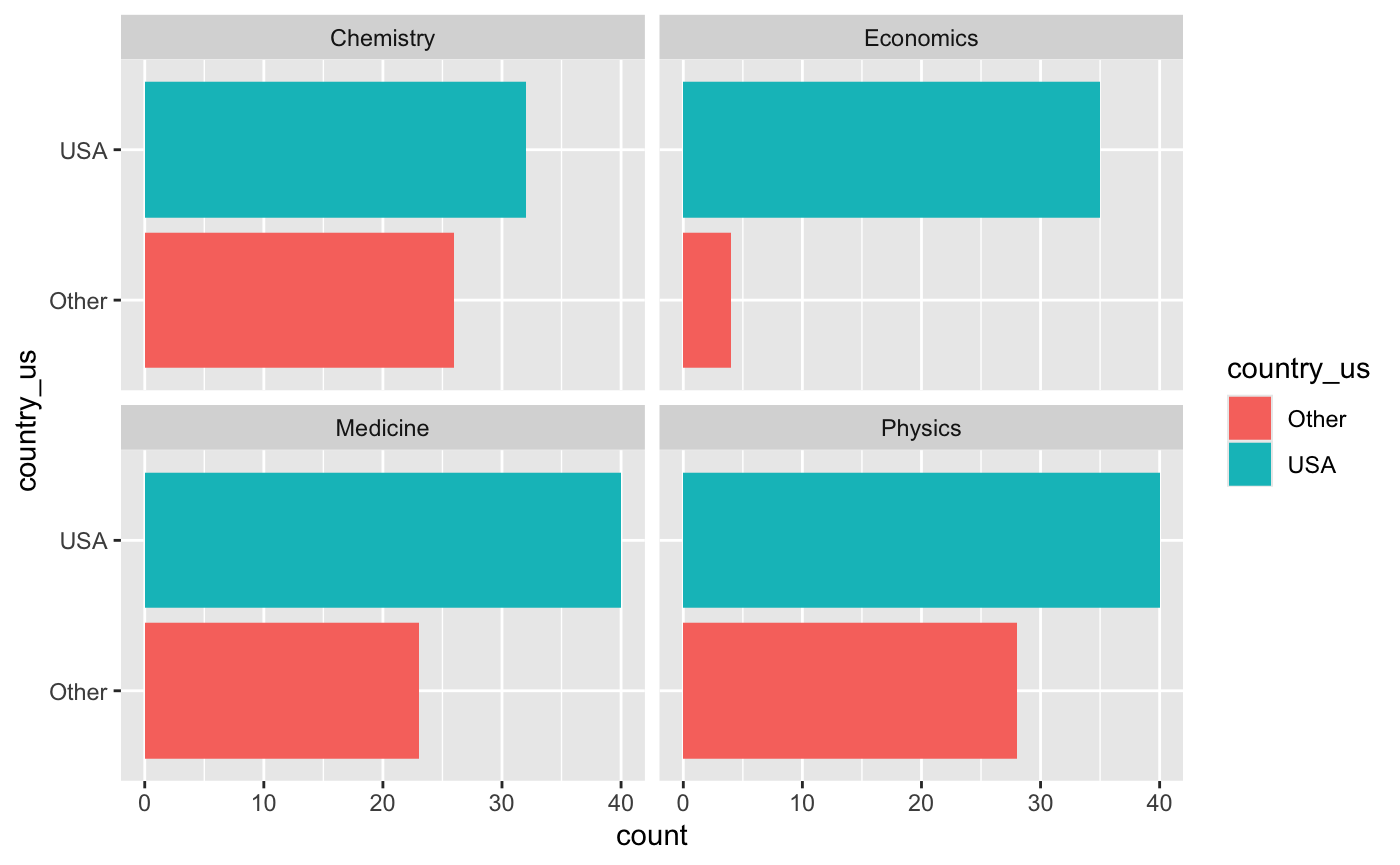 Chemistry
Economics
USA
Other
Medicine
Physics
USA
Other
0 10 20 30 40
0 10 20 30 40
count
country_us
country_us
Other
USA